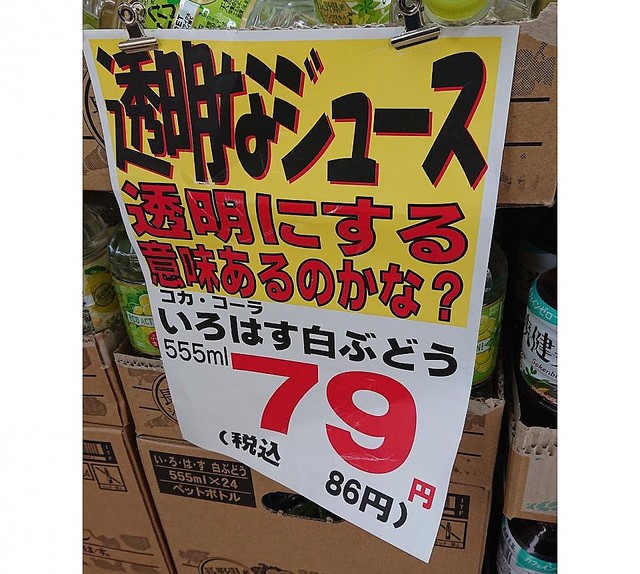 透明なジュース
透明にする
意味あるのかな？
コカ・コーラ
いろはす白ぶどう
555ml
79円
(税込
86円)
い・ろ・は・す 白ぶどう
555ml×24
ペットボトル